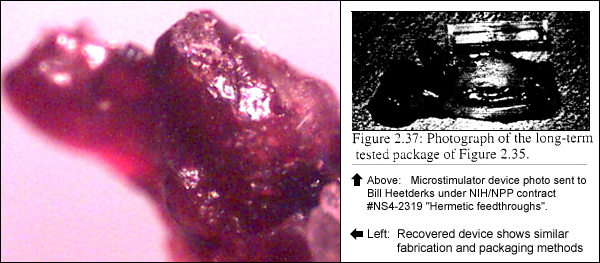 Figure 2.37: Photograph of the long-term
tested package of Figure 2.35.
Above: Microstimulator device photo sent to
Bill Heetderks under NIH/NPP contract
#NS4-2319 "Hermetic feedthroughs".
Left: Recovered device shows similar
fabrication and packaging methods